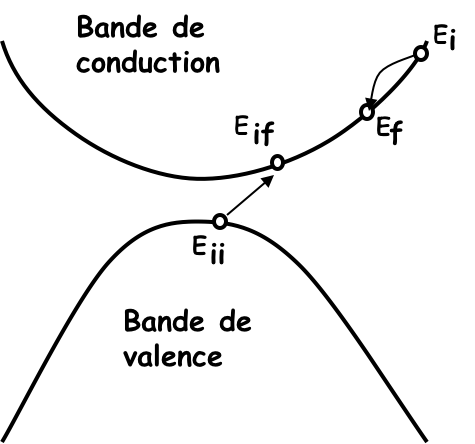 Bande de
conduction
Ei
Ef
Eif
Eii
Bande de
valence